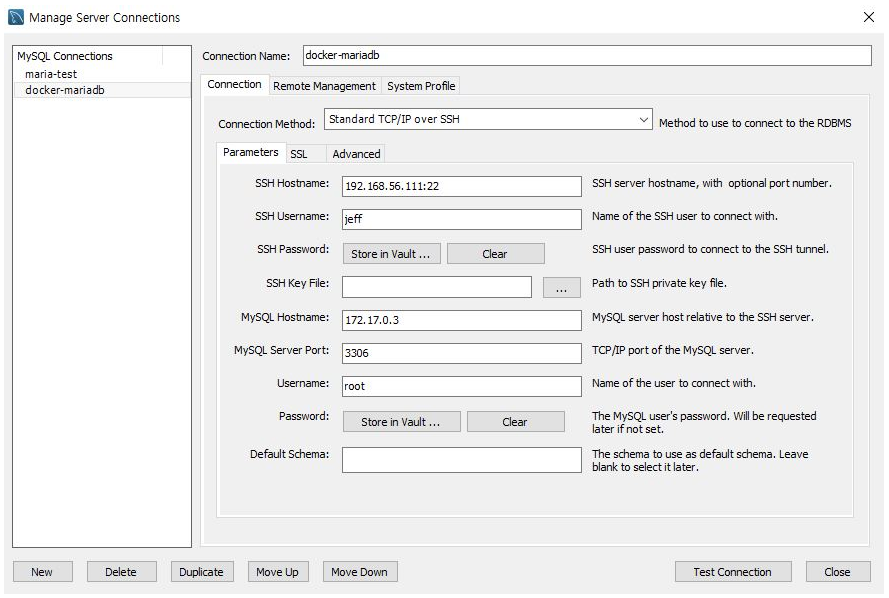 Manage Server Connections
MySQL Connections
maria-test
docker-mariadb
Connection Name: docker-mariadb
Connection Remote Management System Profile
Connection Method: Standard TCP/IP over SSH Method to use to connect to the RDBMS
Parameters SSL Advanced
SSH Hostname: 192.168.56.111:22 SSH server hostname, with optional port number.
SSH Username: jeff Name of the SSH user to connect with.
SSH Password: Store in Vault ... Clear SSH user password to connect to the SSH tunnel.
SSH Key File: ... Path to SSH private key file.
MySQL Hostname: 172.17.0.3 MySQL server host relative to the SSH server.
MySQL Server Port: 3306 TCP/IP port of the MySQL server.
Username: root Name of the user to connect with.
Password: Store in Vault ... Clear The MySQL user's password. Will be requested
later if not set.
Default Schema: The schema to use as default schema. Leave
blank to select it later.
New Delete Duplicate Move Up Move Down Test Connection Close